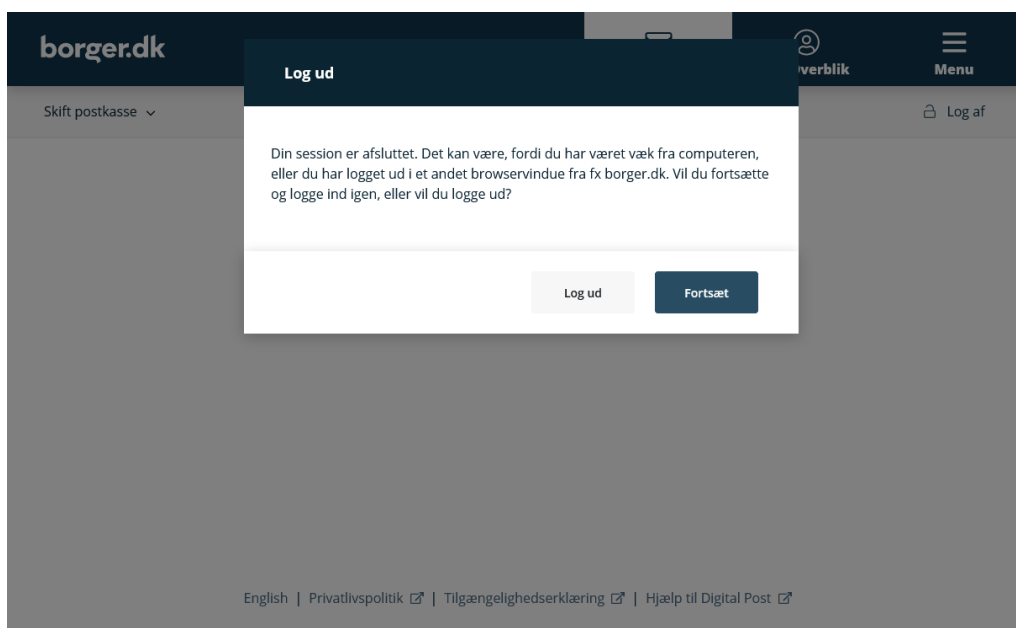 borger.dk
verblik
Menu
Skift postkasse
Log af
Log ud
Din session er afsluttet. Det kan være, fordi du har været væk fra computeren,
eller du har logget ud i et andet browservindue fra fx borger.dk. Vil du fortsætte
og logge ind igen, eller vil du logge ud?
Log ud
Fortsæt
English | Privatlivspolitik | Tilgængelighedserklæring | Hjælp til Digital Post